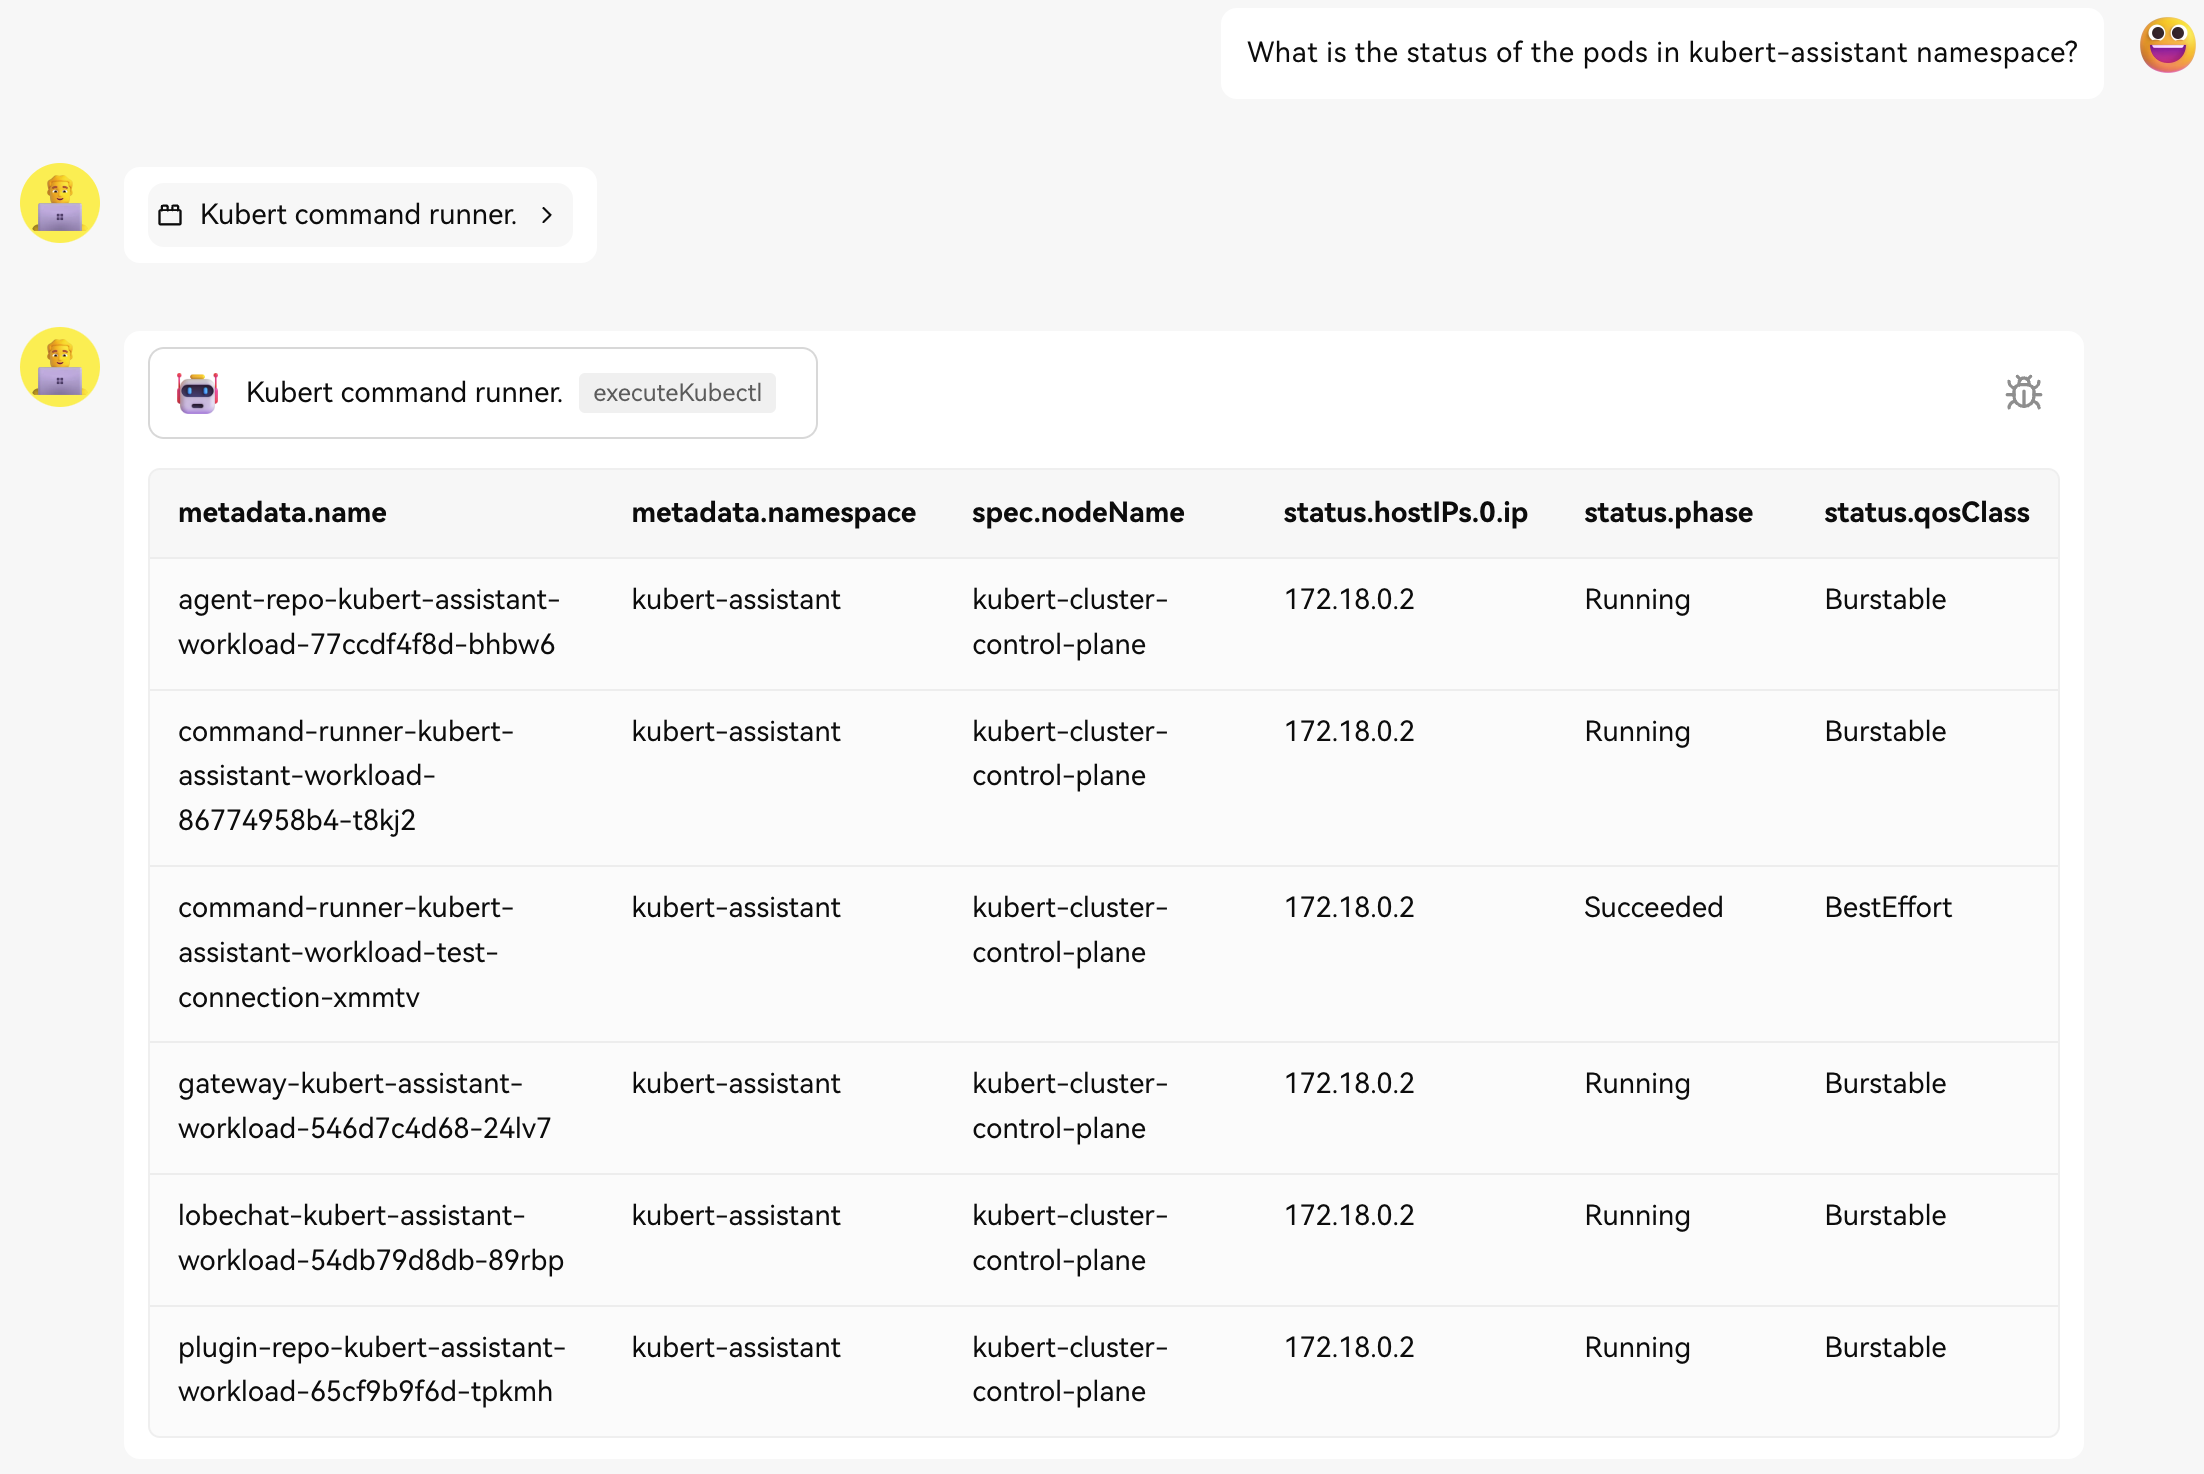 What is the status of the pods in kubert-assistant namespace?
Kubert command runner.
Kubert command runner. executeKubectl
metadata.name metadata.namespace spec.nodeName status.hostIPs.0.ip status.phase status.qosClass
agent-repo-kubert-assistant- kubert-assistant kubert-cluster- 172.18.0.2 Running Burstable
workload-77ccdf4f8d-bhbw6 control-plane
command-runner-kubert- kubert-assistant kubert-cluster- 172.18.0.2 Running Burstable
assistant-workload- control-plane
86774958b4-t8kj2
command-runner-kubert- kubert-assistant kubert-cluster- 172.18.0.2 Succeeded BestEffort
assistant-workload-test- control-plane
connection-xmmtv
gateway-kubert-assistant- kubert-assistant kubert-cluster- 172.18.0.2 Running Burstable
workload-546d7c4d68-24lv7 control-plane
lobechat-kubert-assistant- kubert-assistant kubert-cluster- 172.18.0.2 Running Burstable
workload-54db79d8db-89rbp control-plane
plugin-repo-kubert-assistant- kubert-assistant kubert-cluster- 172.18.0.2 Running Burstable
workload-65cf9b9f6d-tpkmh control-plane